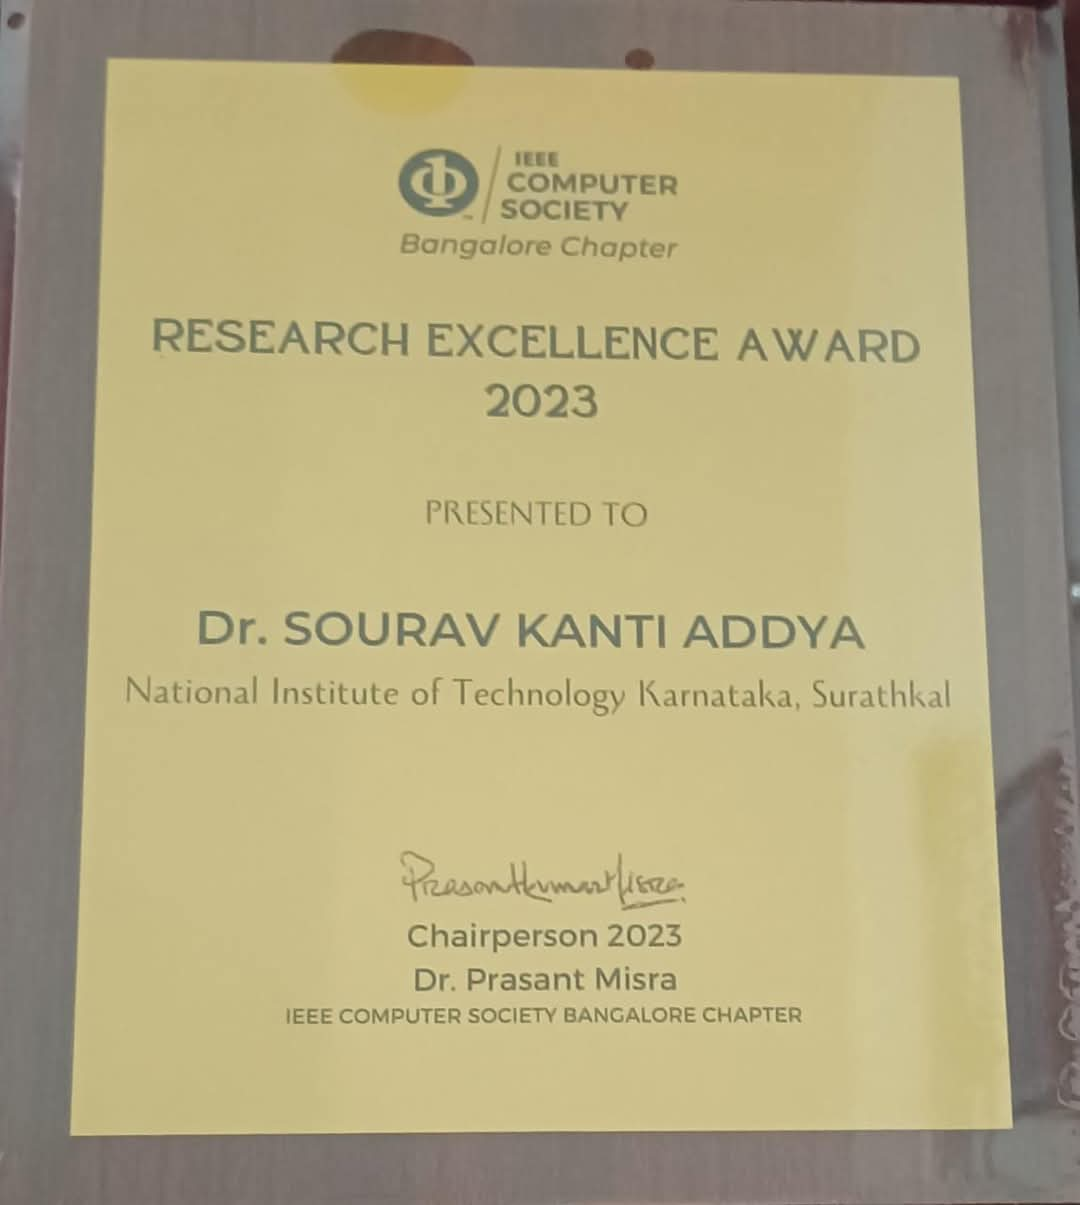 IEEE
COMPUTER
SOCIETY
Bangalore Chapter
RESEARCH EXCELLENCE AWARD
2023
PRESENTED TO
Dr. SOURAV KANTI ADDYA
National Institute of Technology Karnataka, Surathkal
Prasant Kumar Misra
Chairperson 2023
Dr. Prasant Misra
IEEE COMPUTER SOCIETY BANGALORE CHAPTER